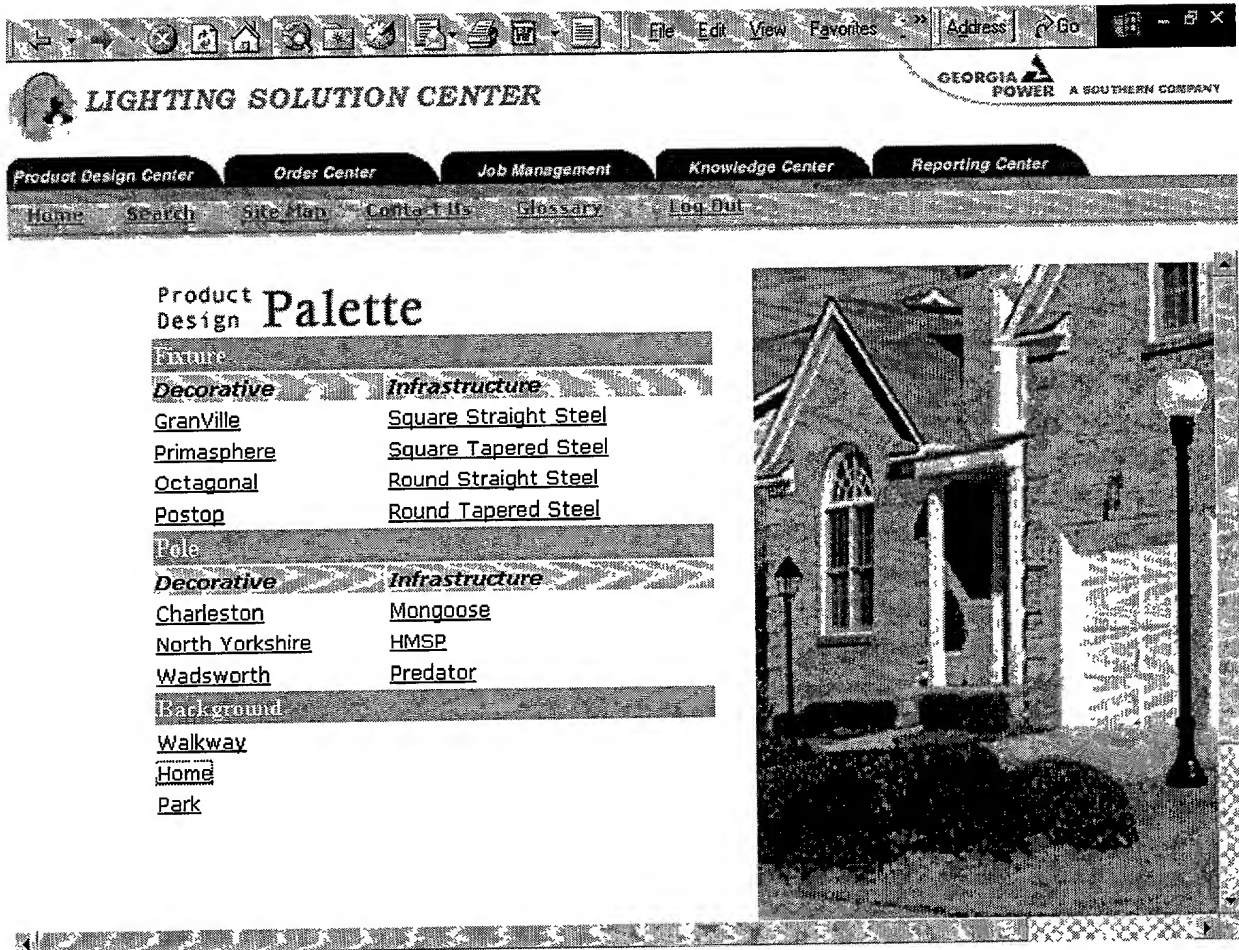 File Edit View Favorites » Address Go
LIGHTING SOLUTION CENTER
GEORGIA
POWER A SOUTHERN COMPANY
Product Design Center Order Center Job Management Knowledge Center Reporting Center
Home Search Site Map Contact Us Glossary Log Out
Product
Design Palette
Fixture
Decorative Infrastructure
GranVille Square Straight Steel
Primasphere Square Tapered Steel
Octagonal Round Straight Steel
Postop Round Tapered Steel
Pole
Decorative Infrastructure
Charleston Mongoose
North Yorkshire HMSP
Wadsworth Predator
Background
Walkway
Home
Park